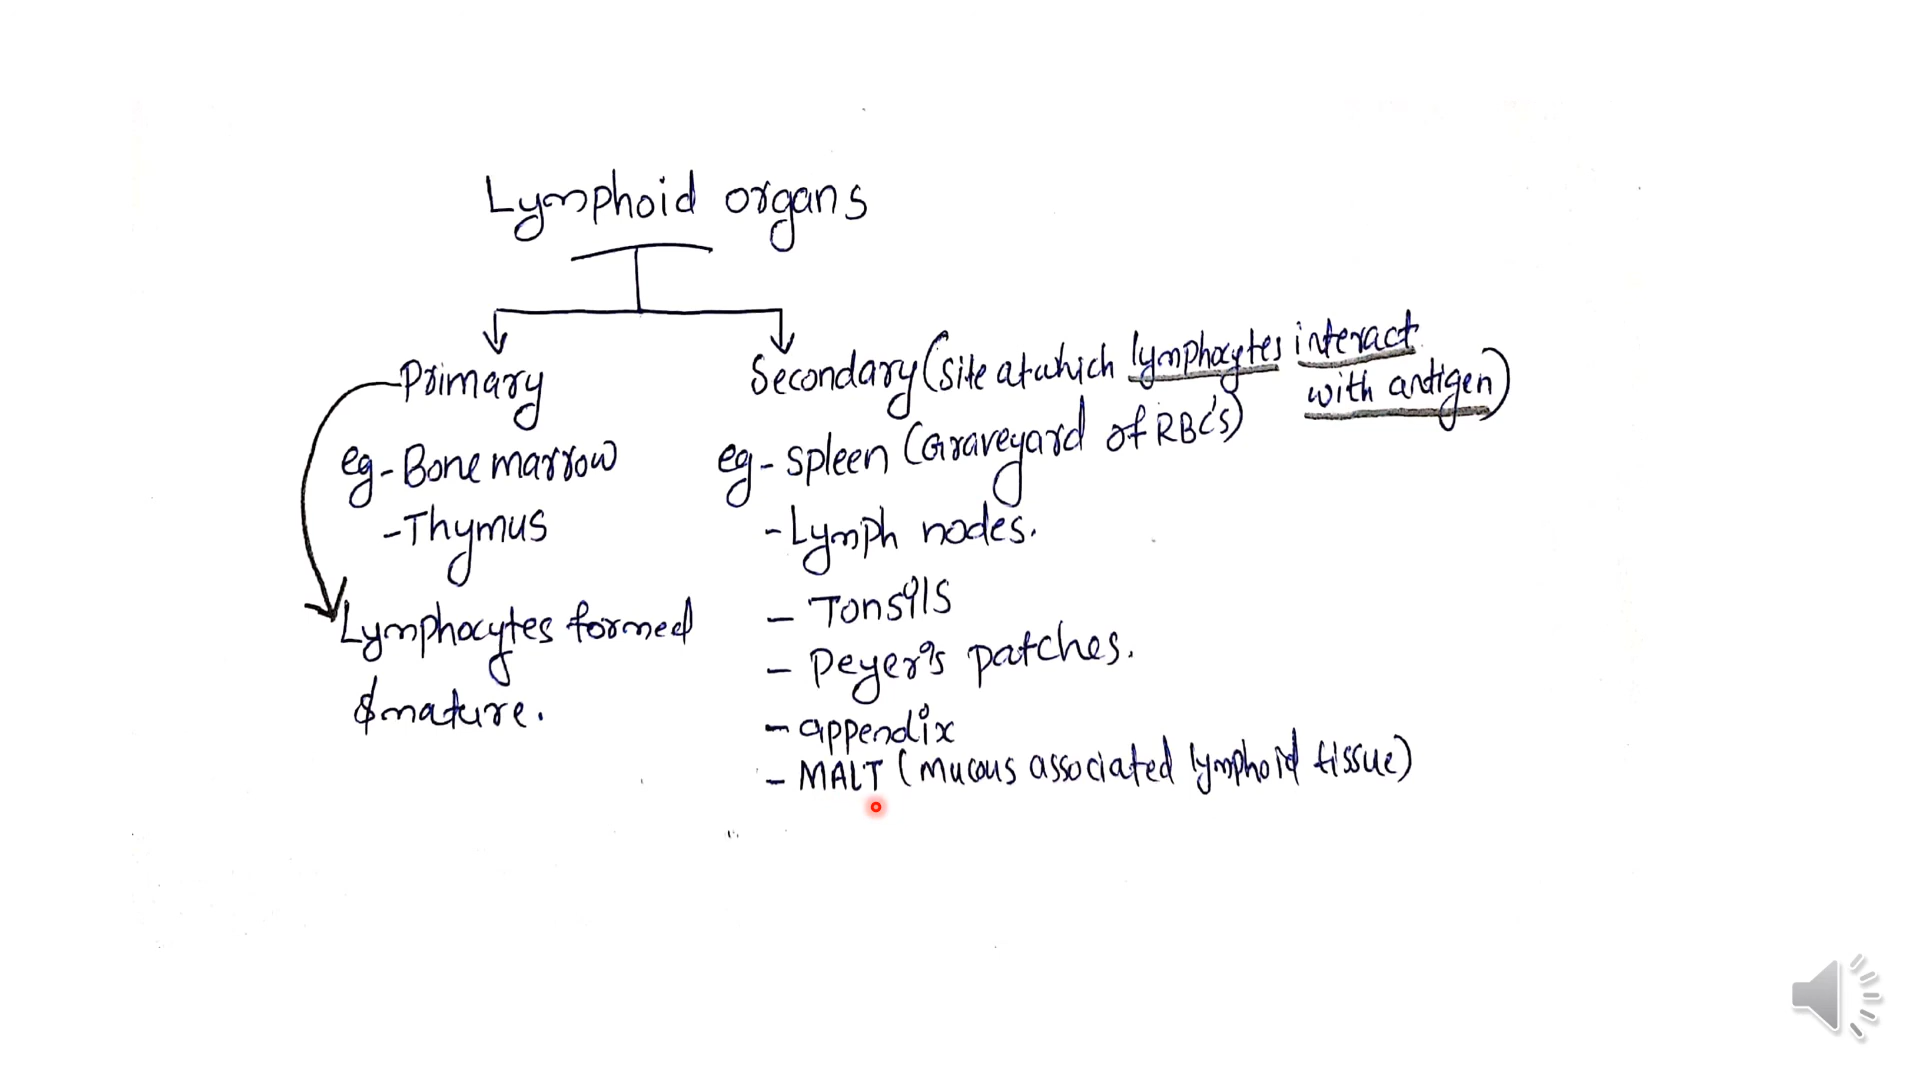 Lymphoid organs
Primary
Secondary (site at which lymphocytes interact
with antigen)
eg - Bone marrow
- Thymus
Lymphocytes formed
& mature.
eg - spleen (Graveyard of RBC's)
- Lymph nodes.
- Tonsils
- Peyer's patches.
- appendix
- MALT (Mucous associated lymphoid tissue)